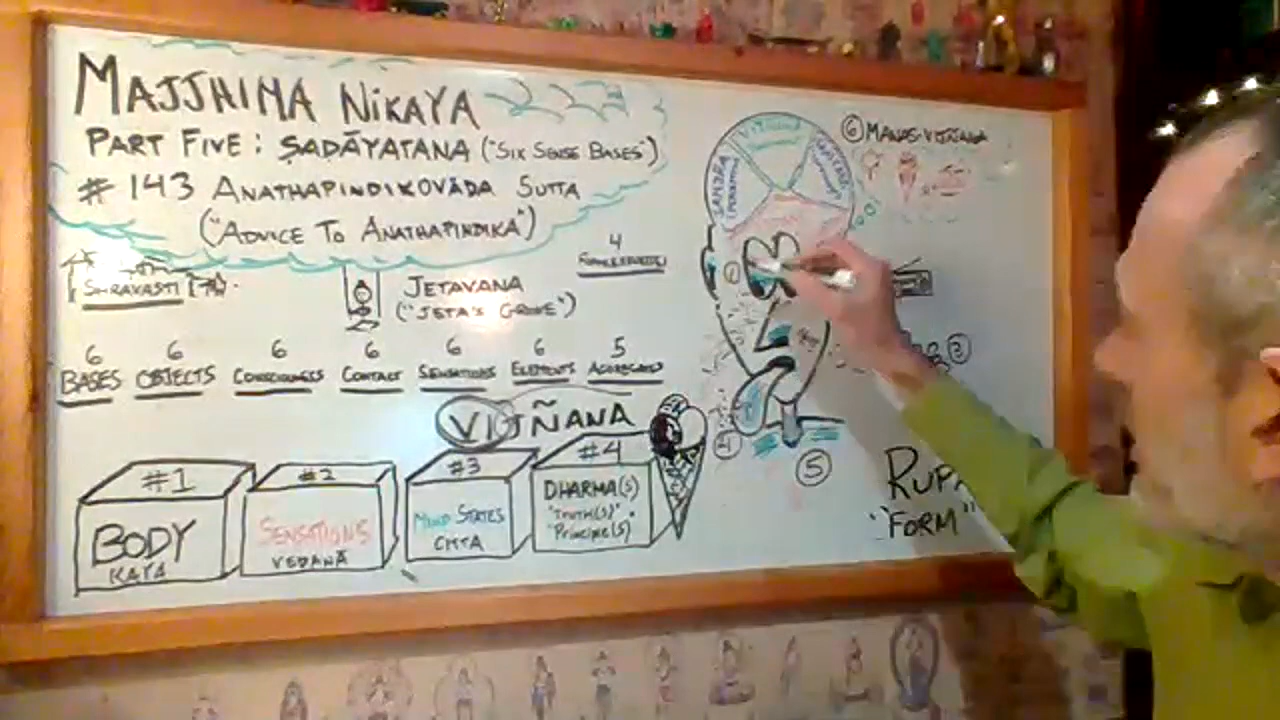 MAJJHIMA NIKAYA
PART FIVE: ṢADĀYATANA ("SIX SENSE BASES")
# 143 ANATHAPINDIKOVĀDA SUTTA
("ADVICE TO ANATHAPINDIKA")
SHRAVASTI
JETAVANA
("JETA'S GROVE")
4
6 6 6 6 6 6 5
BASES OBJECTS CONSCIOUSNESS CONTACT SENSATIONS ELEMENTS AGGREGATES
VIJÑANA
#1
BODY
KAYA
#2
SENSATIONS
VEDANĀ
#3
MIND STATES
CITTA
#4
DHARMA(S)
"TRUTH(S)"
"PRINCIPLE(S)
6 MANAS-VIJÑANA
1
3
4
5
RUPA
"FORM"